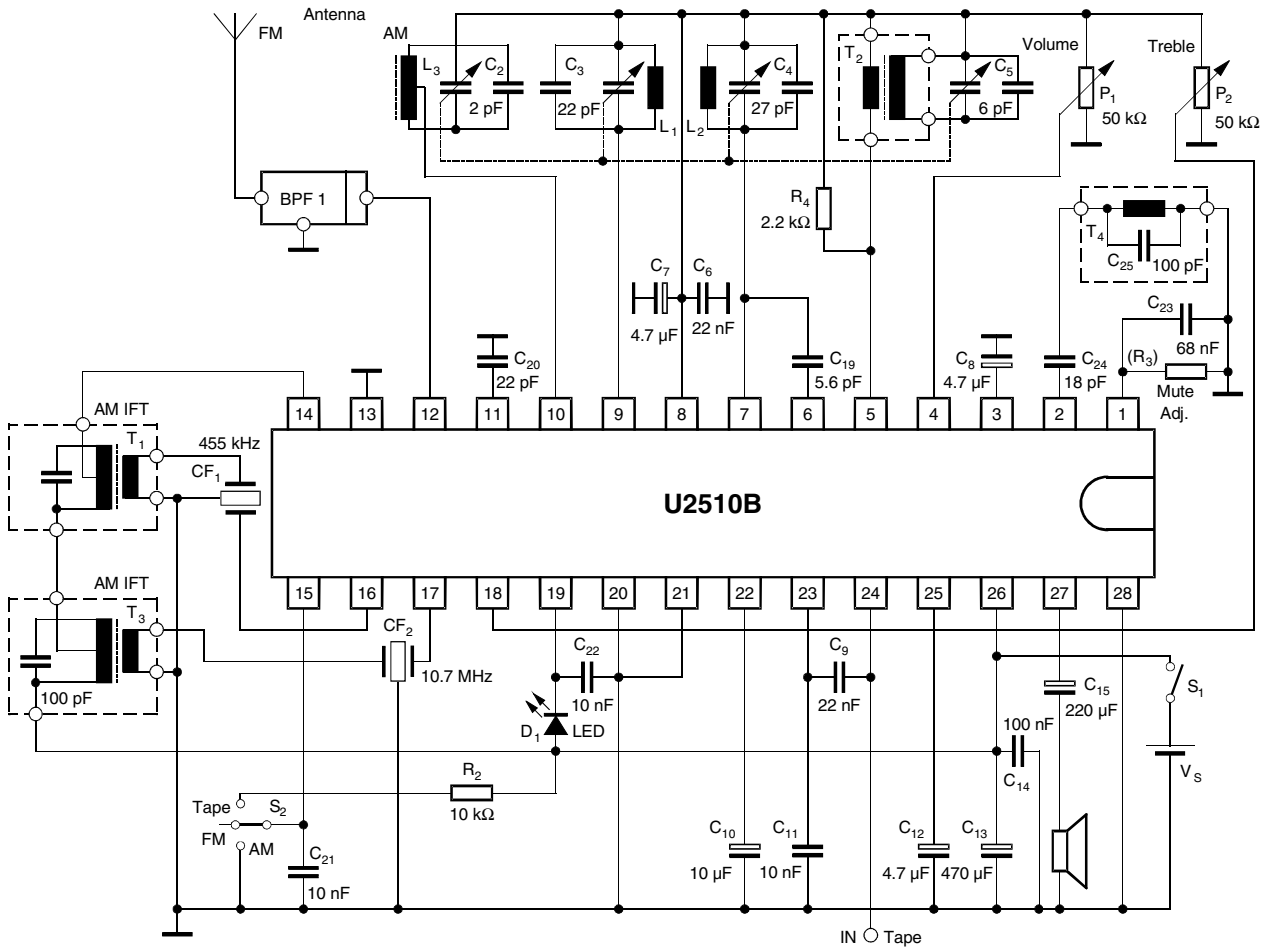 Antenna
FM
AM
L3
C2
2 pF
C3
22 pF
L1
L2
C4
27 pF
T2
C5
6 pF
Volume
P1
50 kΩ
Treble
P2
50 kΩ
BPF 1
R4
2.2 kΩ
T4
C25
100 pF
C7
4.7 µF
C6
22 nF
C23
68 nF
C20
22 pF
C19
5.6 pF
C8
4.7 µF
C24
18 pF
(R3)
Mute
Adj.
14
13
12
11
10
9
8
7
6
5
4
3
2
1
AM IFT
T1
455 kHz
CF1
U2510B
AM IFT
T3
100 pF
15
16
17
18
19
20
21
22
23
24
25
26
27
28
CF2
10.7 MHz
C22
10 nF
D1
LED
C9
22 nF
C15
220 µF
S1
100 nF
C14
VS
R2
10 kΩ
Tape
S2
FM
AM
C21
10 nF
C10
10 µF
C11
10 nF
C12
4.7 µF
C13
470 µF
IN
Tape